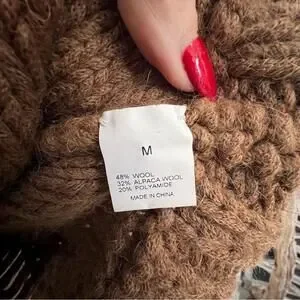 M
48% WOOL
32% ALPACA WOOL
20% POLYAMIDE
MADE IN CHINA